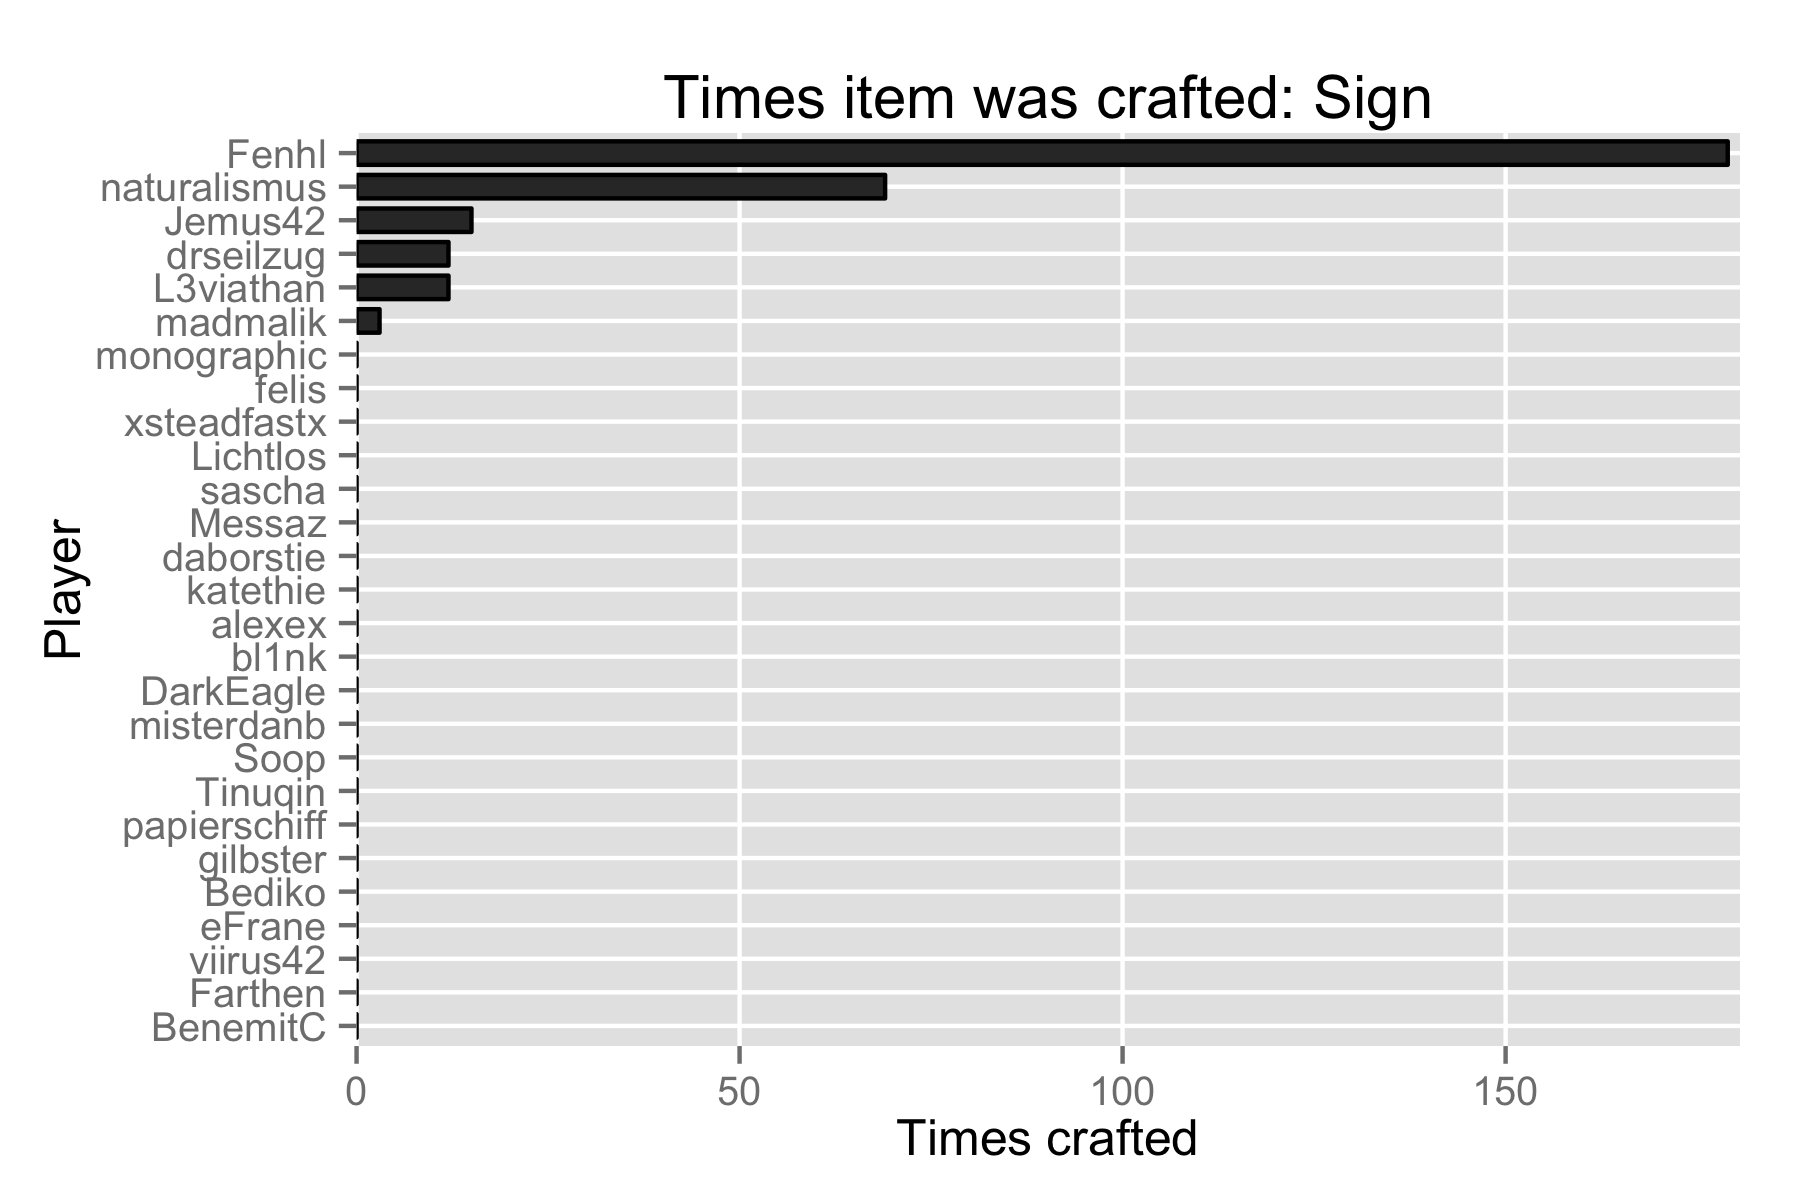 Times item was crafted: Sign
Fenhl
naturalismus
Jemus42
drseilzug
L3viathan
madmalik
monographic
felis
xsteadfastx
Lichtlos
sascha
Messaz
daborstie
katethie
alexex
bl1nk
DarkEagle
misterdanb
Soop
Tinuqin
papierschiff
gilbster
Bediko
eFrane
viirus42
Farthen
BenemitC
Player
0 50 100 150
Times crafted